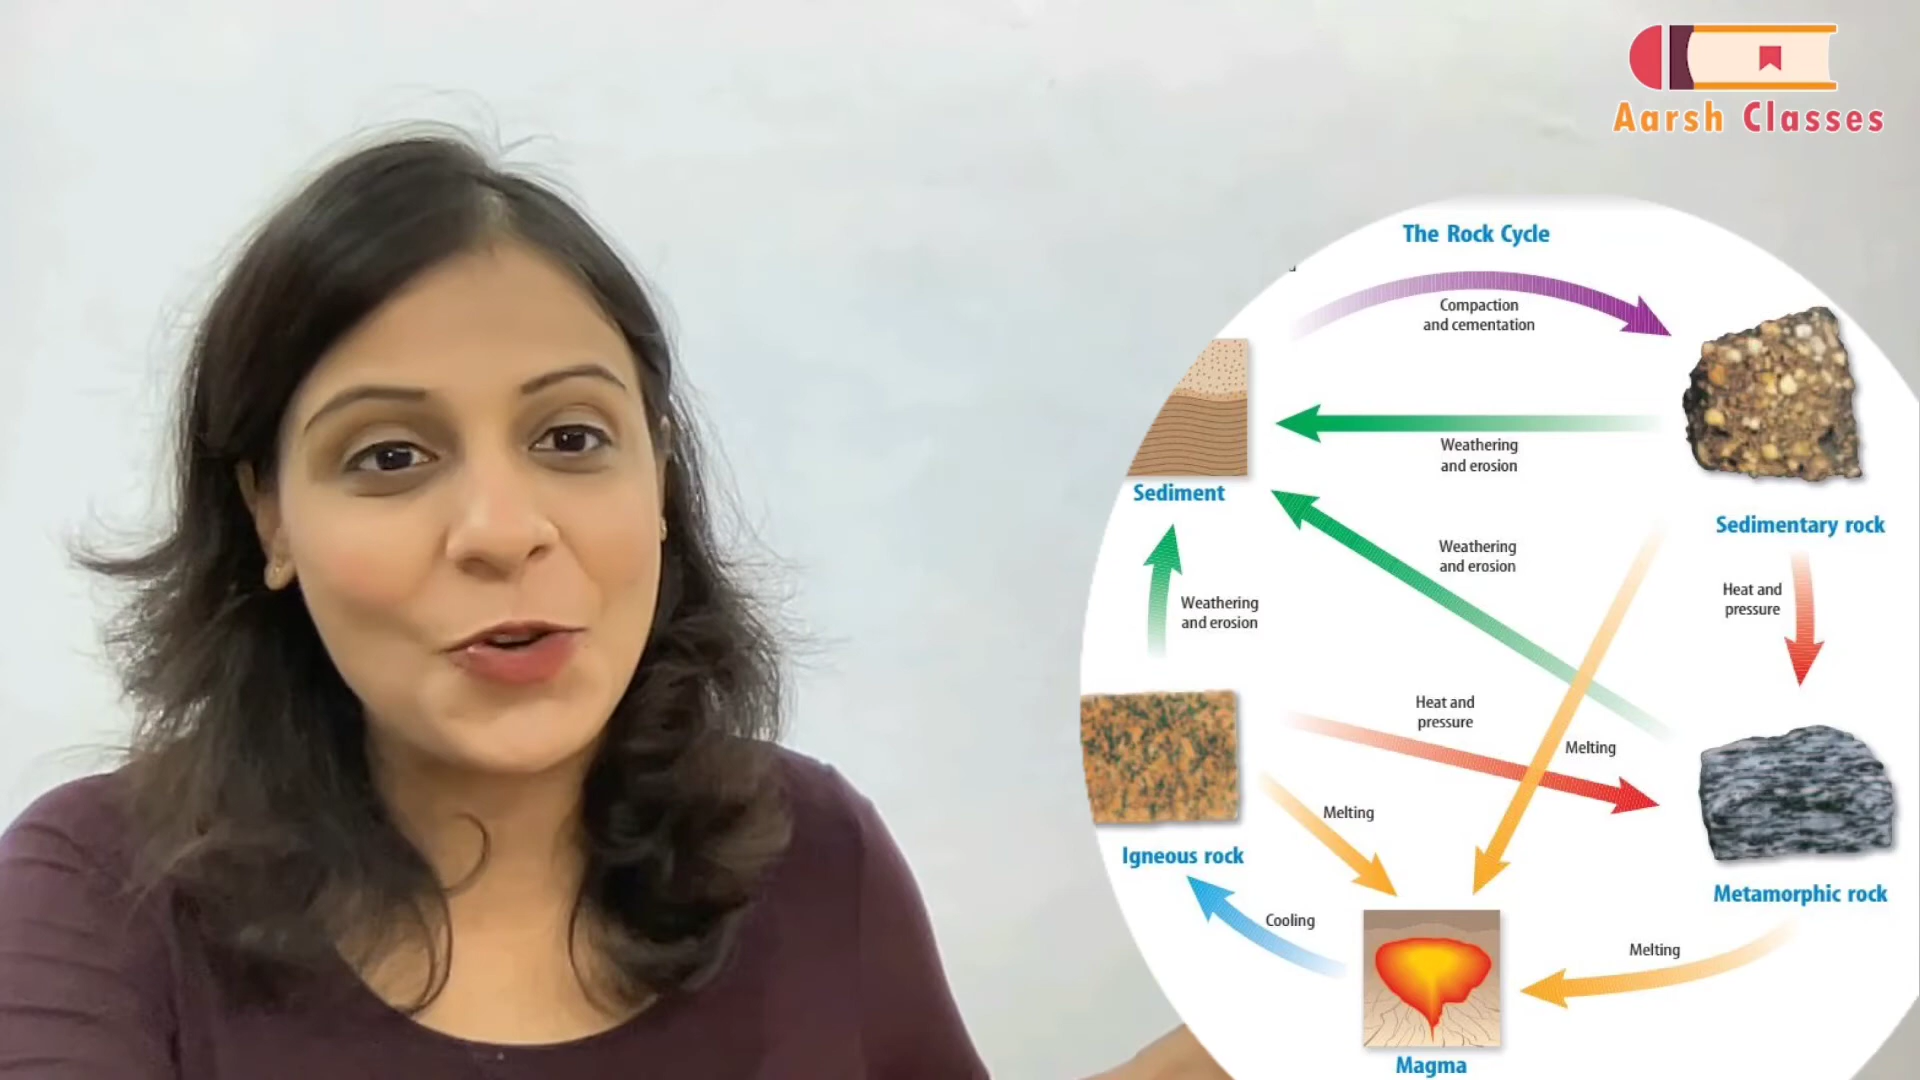 Aarsh Classes
The Rock Cycle
Compaction
and cementation
Weathering
and erosion
Sediment
Sedimentary rock
Weathering
and erosion
Heat and
pressure
Weathering
and erosion
Heat and
pressure
Melting
Melting
Igneous rock
Metamorphic rock
Cooling
Melting
Magma